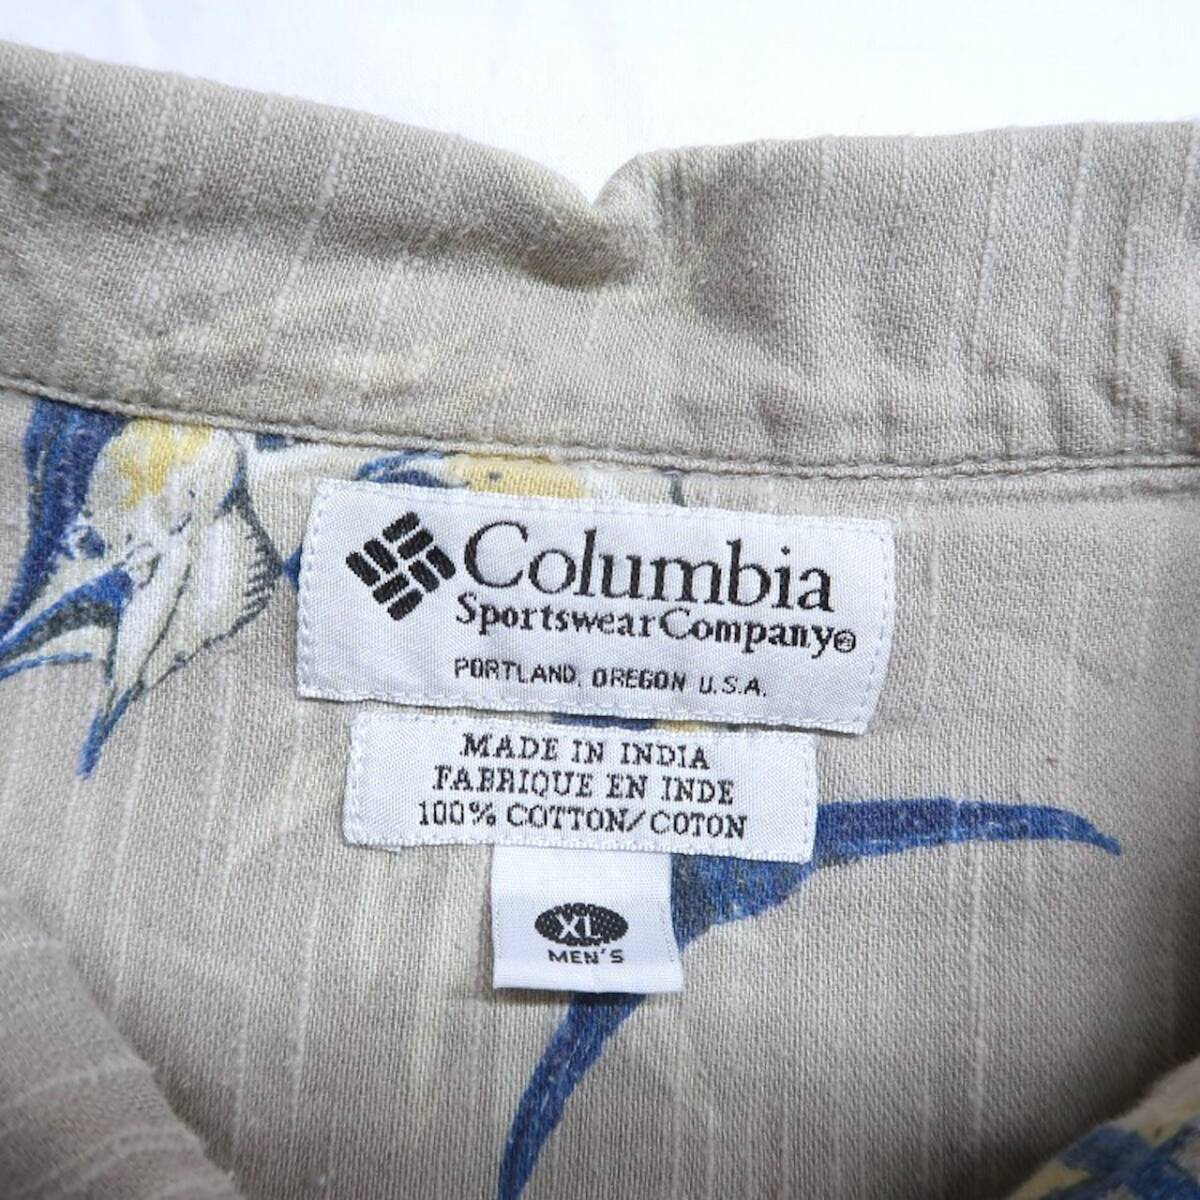 Columbia
Sportswear Company®
PORTLAND, OREGON U.S.A.
MADE IN INDIA
FABRIQUE EN INDE
100% COTTON/COTON
XL
MEN'S